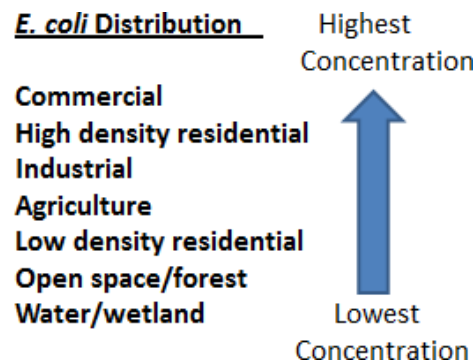 E. coli Distribution
Highest
Concentration
Commercial
High density residential
Industrial
Agriculture
Low density residential
Open space/forest
Water/wetland
Lowest
Concentration